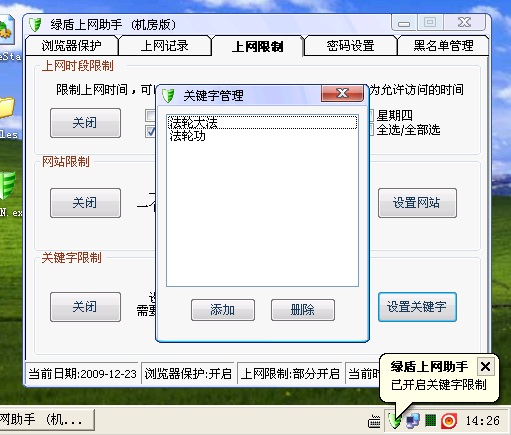 绿盾上网助手 (机房版)
浏览器保护
上网记录
上网限制
密码设置
黑名单管理
上网时段限制
限制上网时间，可
为允许访问的时间
关闭
星期四
全选/全部选
关键字管理
法轮大法
法轮功
添加
删除
网站限制
关闭
一个
设置网站
关键字限制
关闭
需要
设置关键字
当前日期:2009-12-23
浏览器保护:开启
上网限制:部分开启
当前时
绿盾上网助手
已开启关键字限制
网助手 (机...
14:26
les
N.ex
eSta